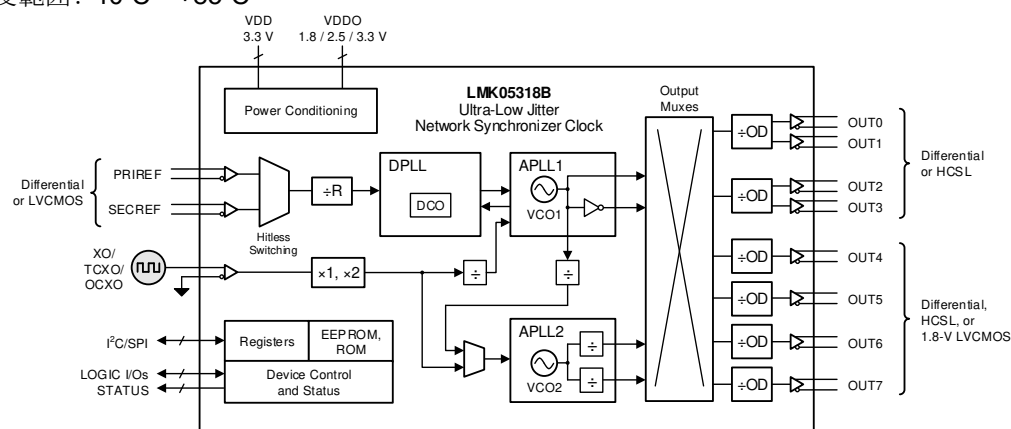 VDD
3.3 V
VDDO
1.8 / 2.5 / 3.3 V
Power Conditioning
LMK05318B
Ultra-Low Jitter
Network Synchronizer Clock
Output
Muxes
Differential
or LVCMOS
PRIREF
SECREF
Hitless
Switching
÷R
DPLL
DCO
APLL1
VCO1
XO/
TCXO/
OCXO
×1, ×2
÷
÷
APLL2
VCO2
÷
÷
I²C/SPI
LOGIC I/Os
STATUS
Registers
EEPROM,
ROM
Device Control
and Status
÷OD
÷OD
÷OD
÷OD
÷OD
÷OD
OUT0
OUT1
OUT2
OUT3
OUT4
OUT5
OUT6
OUT7
Differential
or HCSL
Differential,
HCSL, or
1.8-V LVCMOS